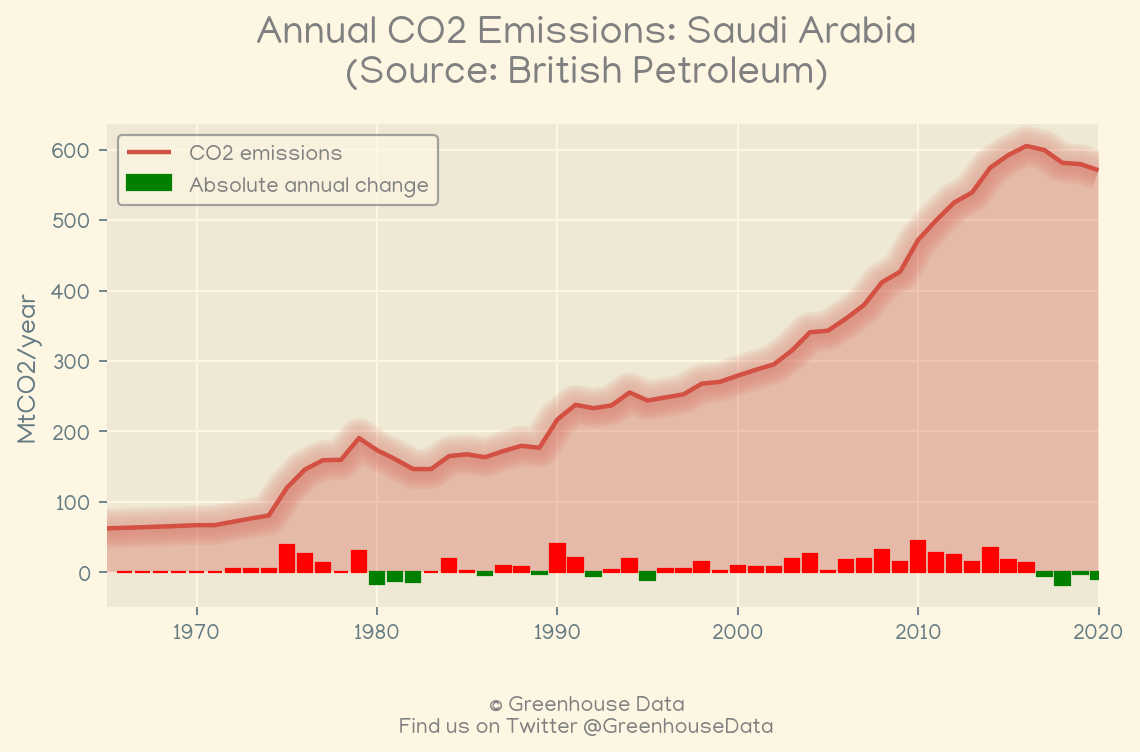 Annual CO2 Emissions: Saudi Arabia
(Source: British Petroleum)
CO2 emissions
Absolute annual change
MtCO2/year
600
500
400
300
200
100
0
1970 1980 1990 2000 2010 2020
© Greenhouse Data
Find us on Twitter @GreenhouseData